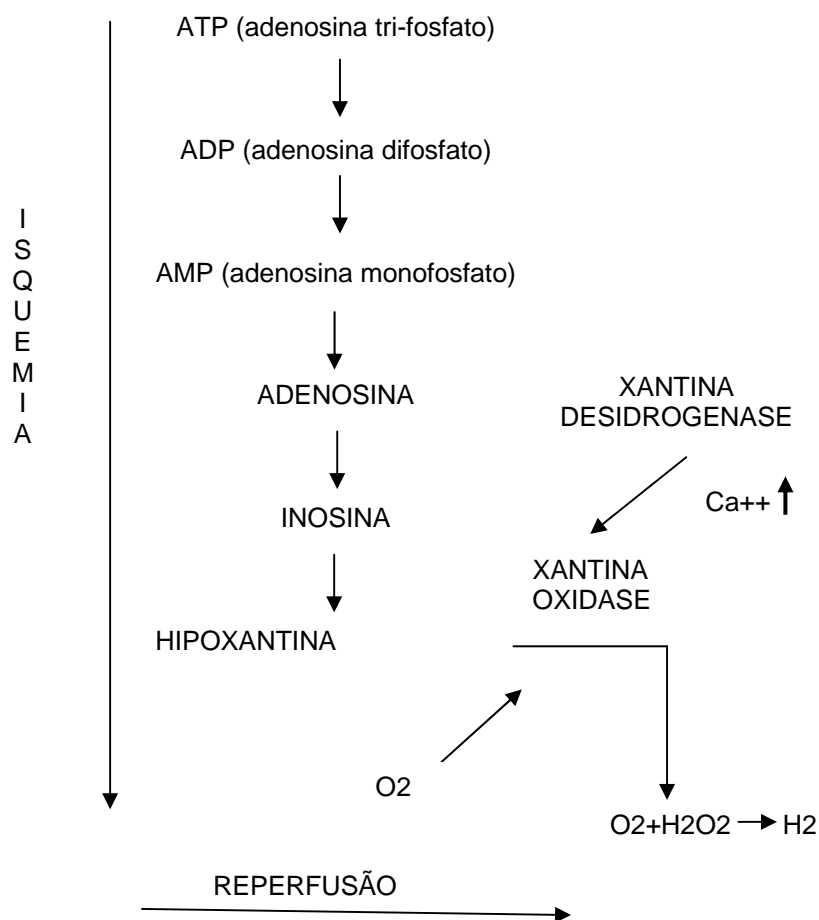 ATP (adenosina tri-fosfato)
ADP (adenosina difosfato)
ISQUEMIA
AMP (adenosina monofosfato)
ADENOSINA
XANTINA
DESIDROGENASE
Ca++
INOSINA
XANTINA
OXIDASE
HIPOXANTINA
O2
O2+H2O2 → H2
REPERFUSÃO